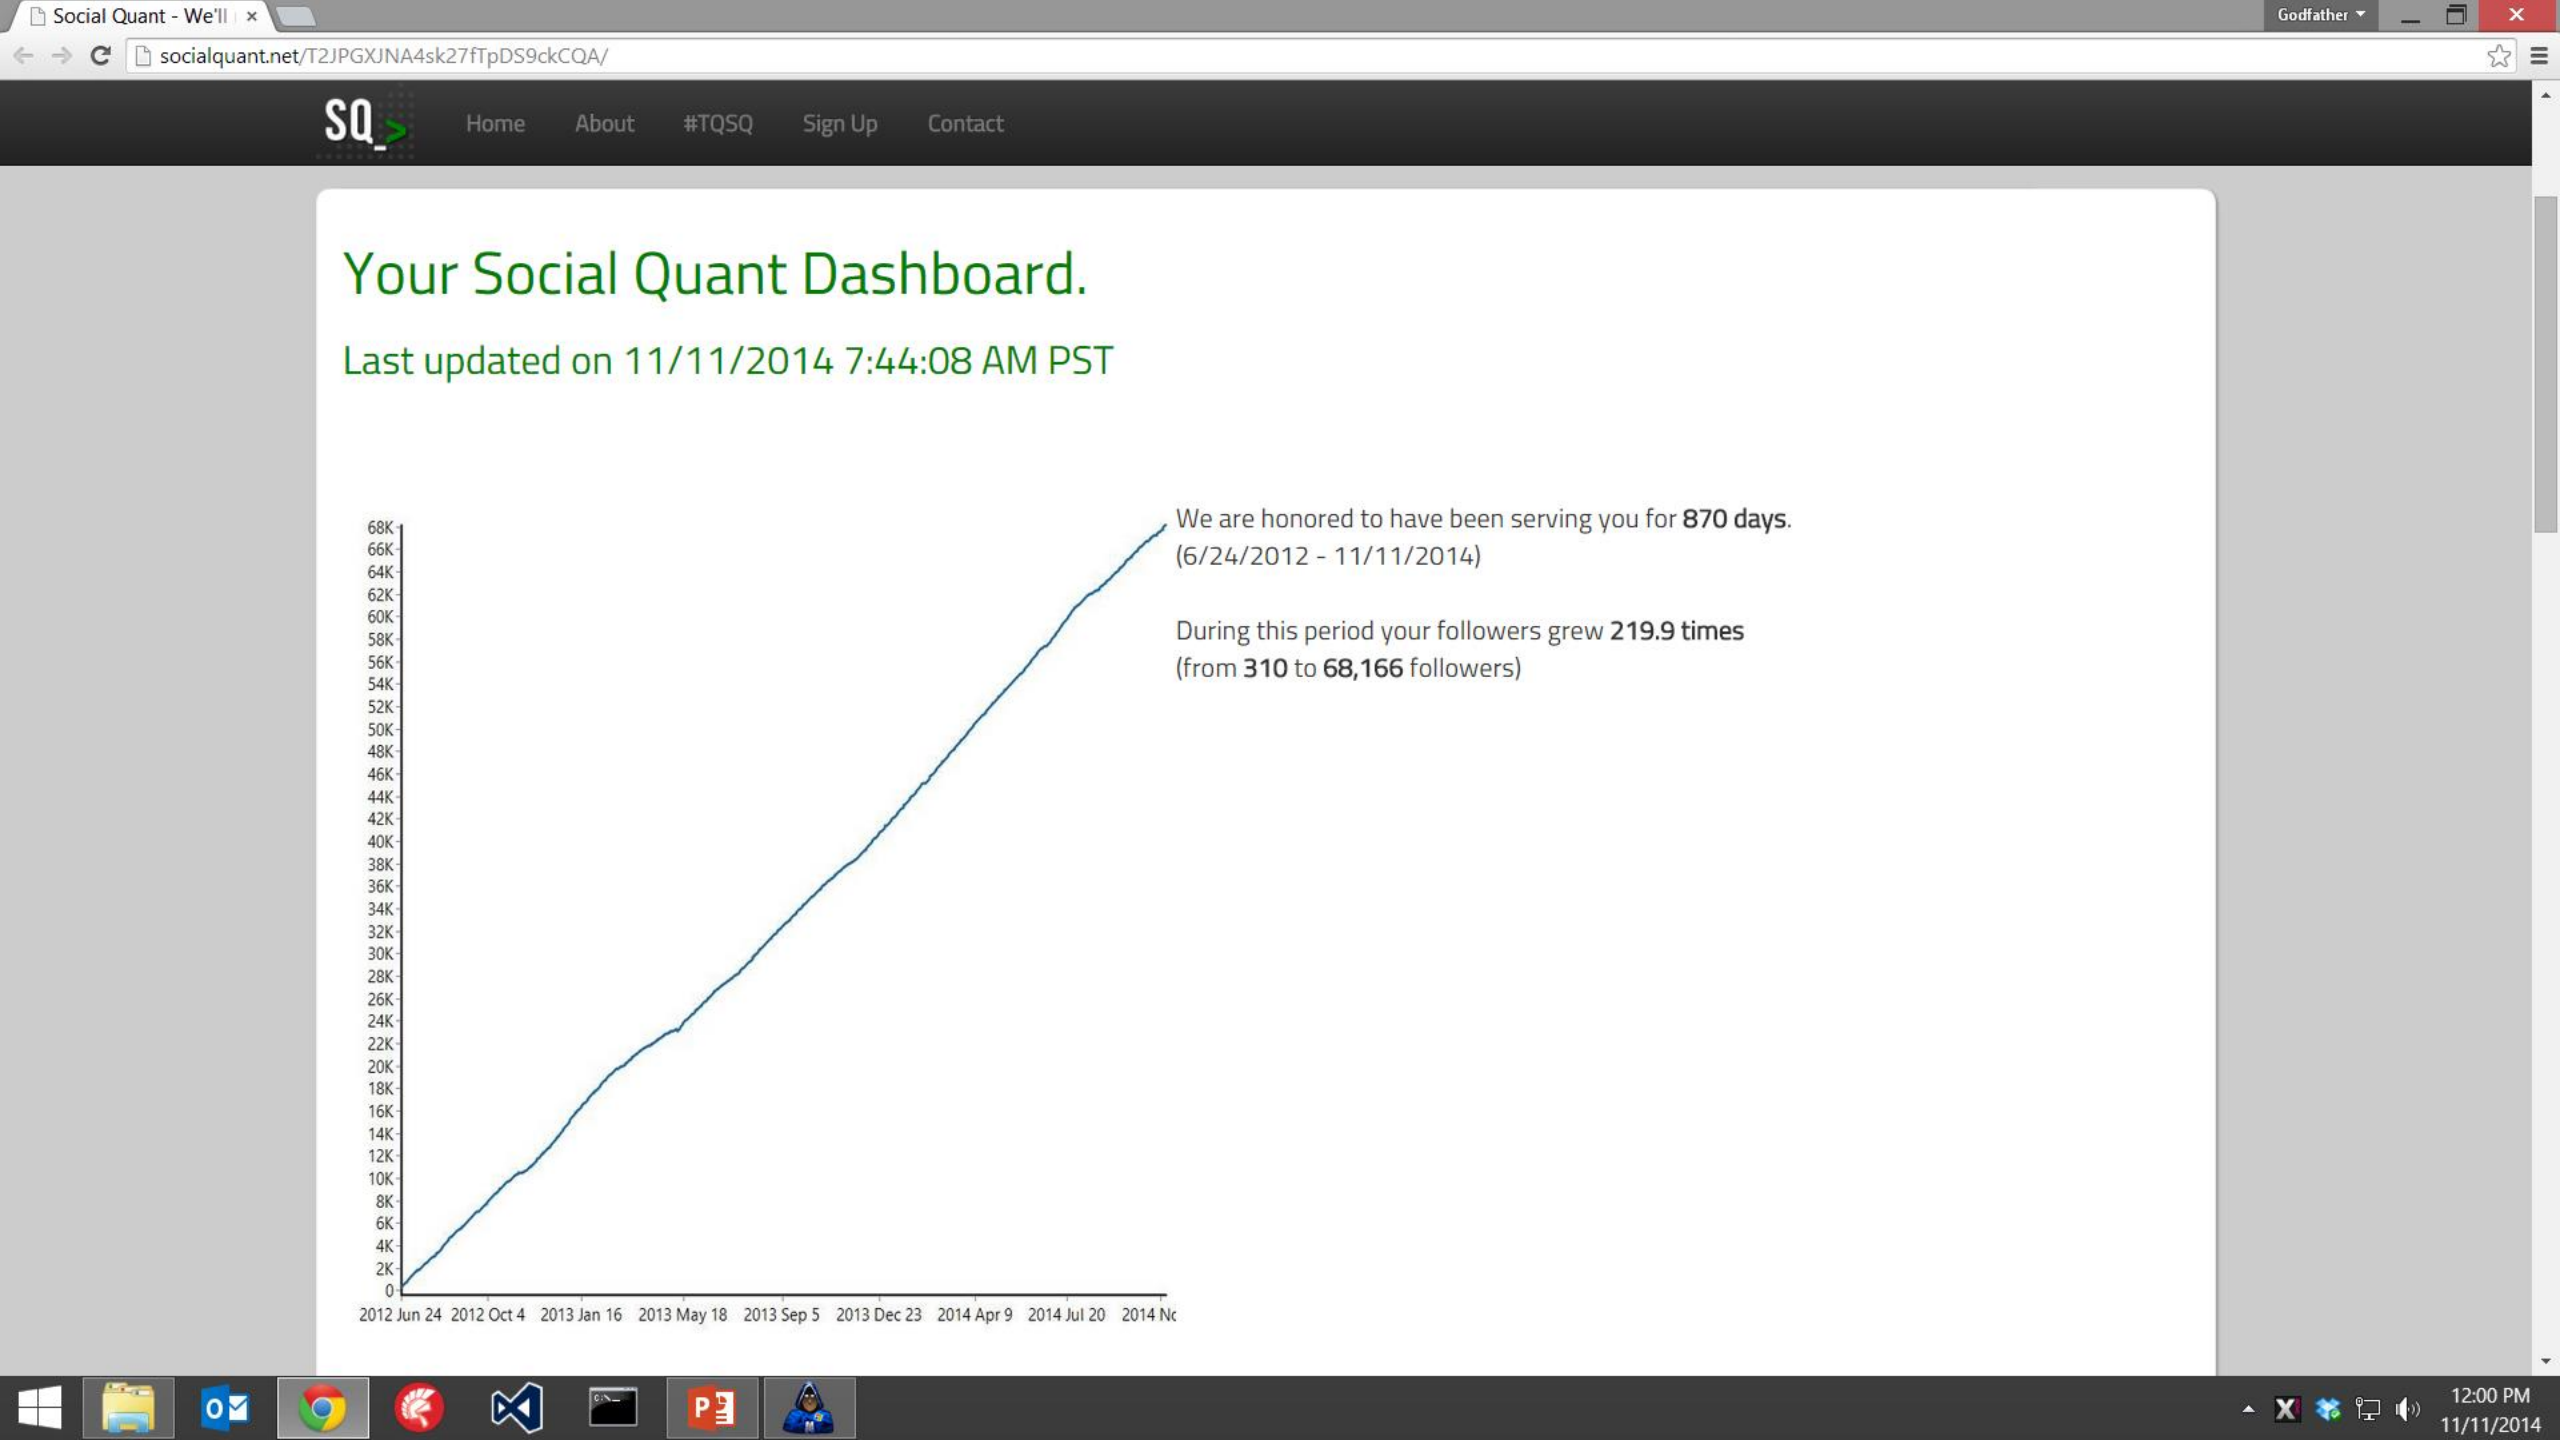 Social Quant - We'll
Godfather
socialquant.net/T2JPGXJNA4sk27fTpDS9ckCQA/
SQ_>
Home About #TQSQ Sign Up Contact
Your Social Quant Dashboard.
Last updated on 11/11/2014 7:44:08 AM PST
We are honored to have been serving you for 870 days.
(6/24/2012 - 11/11/2014)
During this period your followers grew 219.9 times
(from 310 to 68,166 followers)
68K
66K
64K
62K
60K
58K
56K
54K
52K
50K
48K
46K
44K
42K
40K
38K
36K
34K
32K
30K
28K
26K
24K
22K
20K
18K
16K
14K
12K
10K
8K
6K
4K
2K
0
2012 Jun 24 2012 Oct 4 2013 Jan 16 2013 May 18 2013 Sep 5 2013 Dec 23 2014 Apr 9 2014 Jul 20 2014 No
12:00 PM
11/11/2014